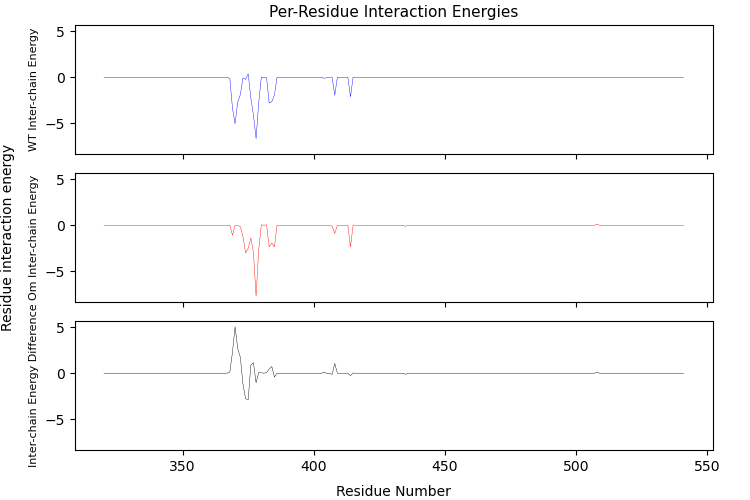 Per-Residue Interaction Energies
Residue interaction energy
WT Inter-chain Energy
5
0
−5
Om Inter-chain Energy
5
0
−5
Inter-chain Energy Difference
5
0
−5
350
400
450
500
550
Residue Number